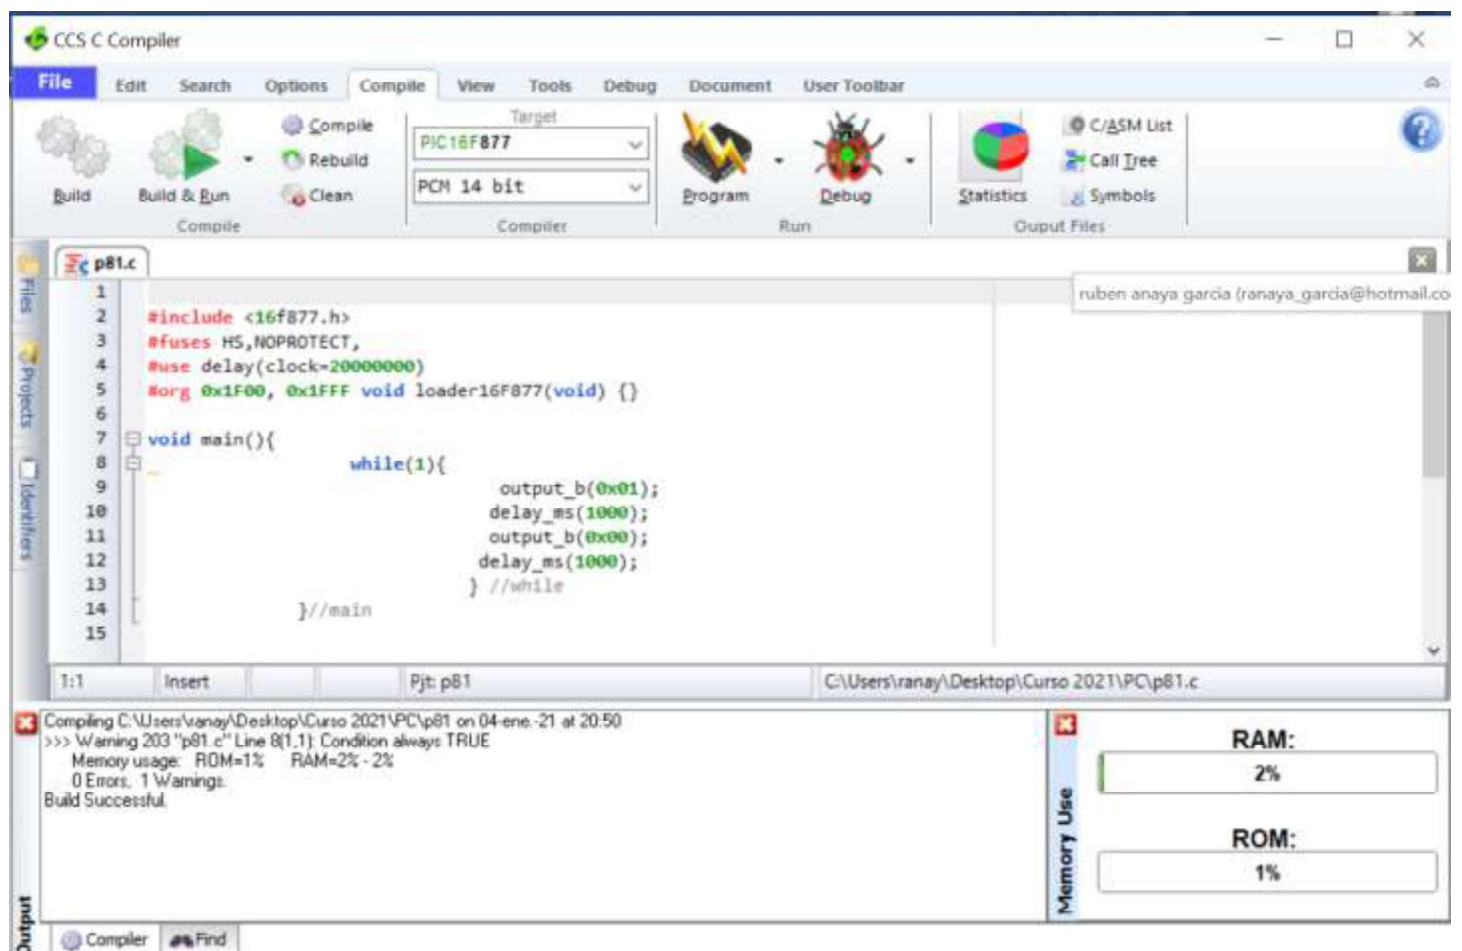 CCS C Compiler
File Edit Search Options Compile View Tools Debug Document User Toolbar
Target
Compile
PIC16F877
C/ASM List
Rebuild
Call Tree
PCM 14 bit
Build Build & Run Clean Program Debug Statistics Symbols
Compile Compiler Run Ouput Files
p81.c
ruben anaya garcia (ranaya_garcia@hotmail.co
Files
Projects
Identifiers
1
2 #include <16f877.h>
3 #fuses HS,NOPROTECT,
4 #use delay(clock=20000000)
5 #org 0x1F00, 0x1FFF void loader16F877(void) {}
6
7 void main(){
8 while(1){
9 output_b(0x01);
10 delay_ms(1000);
11 output_b(0x00);
12 delay_ms(1000);
13 } //while
14 }//main
15
1:1 Insert Pjt: p81 C:\Users\ranay\Desktop\Curso 2021\PC\p81.c
Compiling C:\Users\ranay\Desktop\Curso 2021\PC\p81 on 04-ene.-21 at 20:50
>>> Warning 203 "p81.c" Line 8(1,1): Condition always TRUE
Memory usage: ROM=1% RAM=2% - 2%
0 Errors, 1 Warnings.
Build Successful.
Memory Use
RAM:
2%
ROM:
1%
Output
Compiler Find